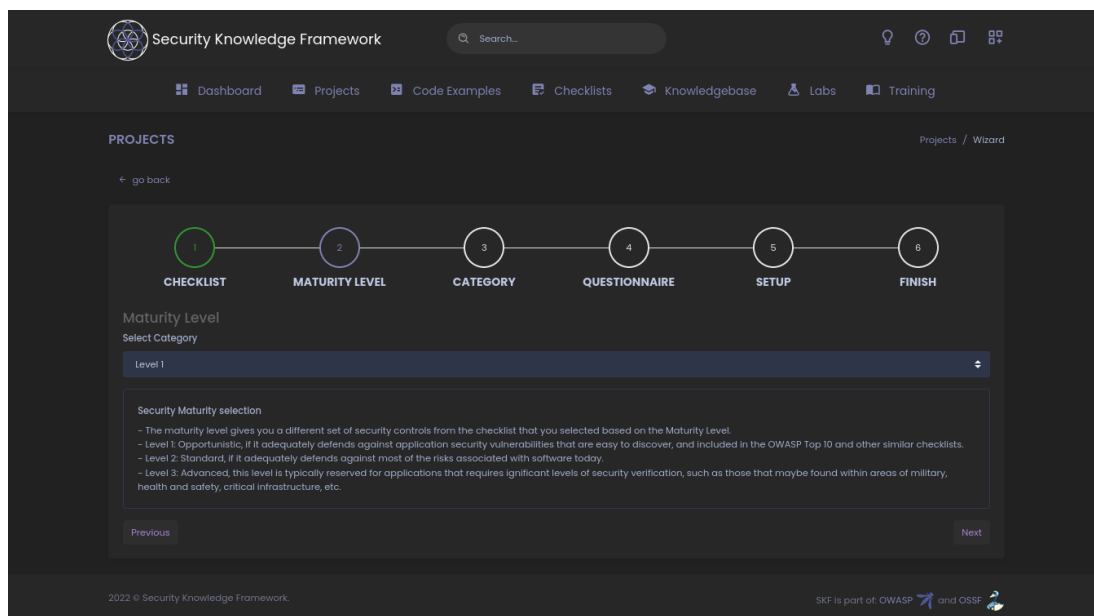 Security Knowledge Framework
Search...
Dashboard
Projects
Code Examples
Checklists
Knowledgebase
Labs
Training
PROJECTS
Projects / Wizard
← go back
1
2
3
4
5
6
CHECKLIST
MATURITY LEVEL
CATEGORY
QUESTIONNAIRE
SETUP
FINISH
Maturity Level
Select Category
Level 1
Security Maturity selection
- The maturity level gives you a different set of security controls from the checklist that you selected based on the Maturity Level.
- Level 1: Opportunistic, if it adequately defends against application security vulnerabilities that are easy to discover, and included in the OWASP Top 10 and other similar checklists.
- Level 2: Standard, if it adequately defends against most of the risks associated with software today.
- Level 3: Advanced, this level is typically reserved for applications that requires ignificant levels of security verification, such as those that maybe found within areas of military,
health and safety, critical infrastructure, etc.
Previous
Next
2022 © Security Knowledge Framework.
SKF is part of: OWASP and OSSF